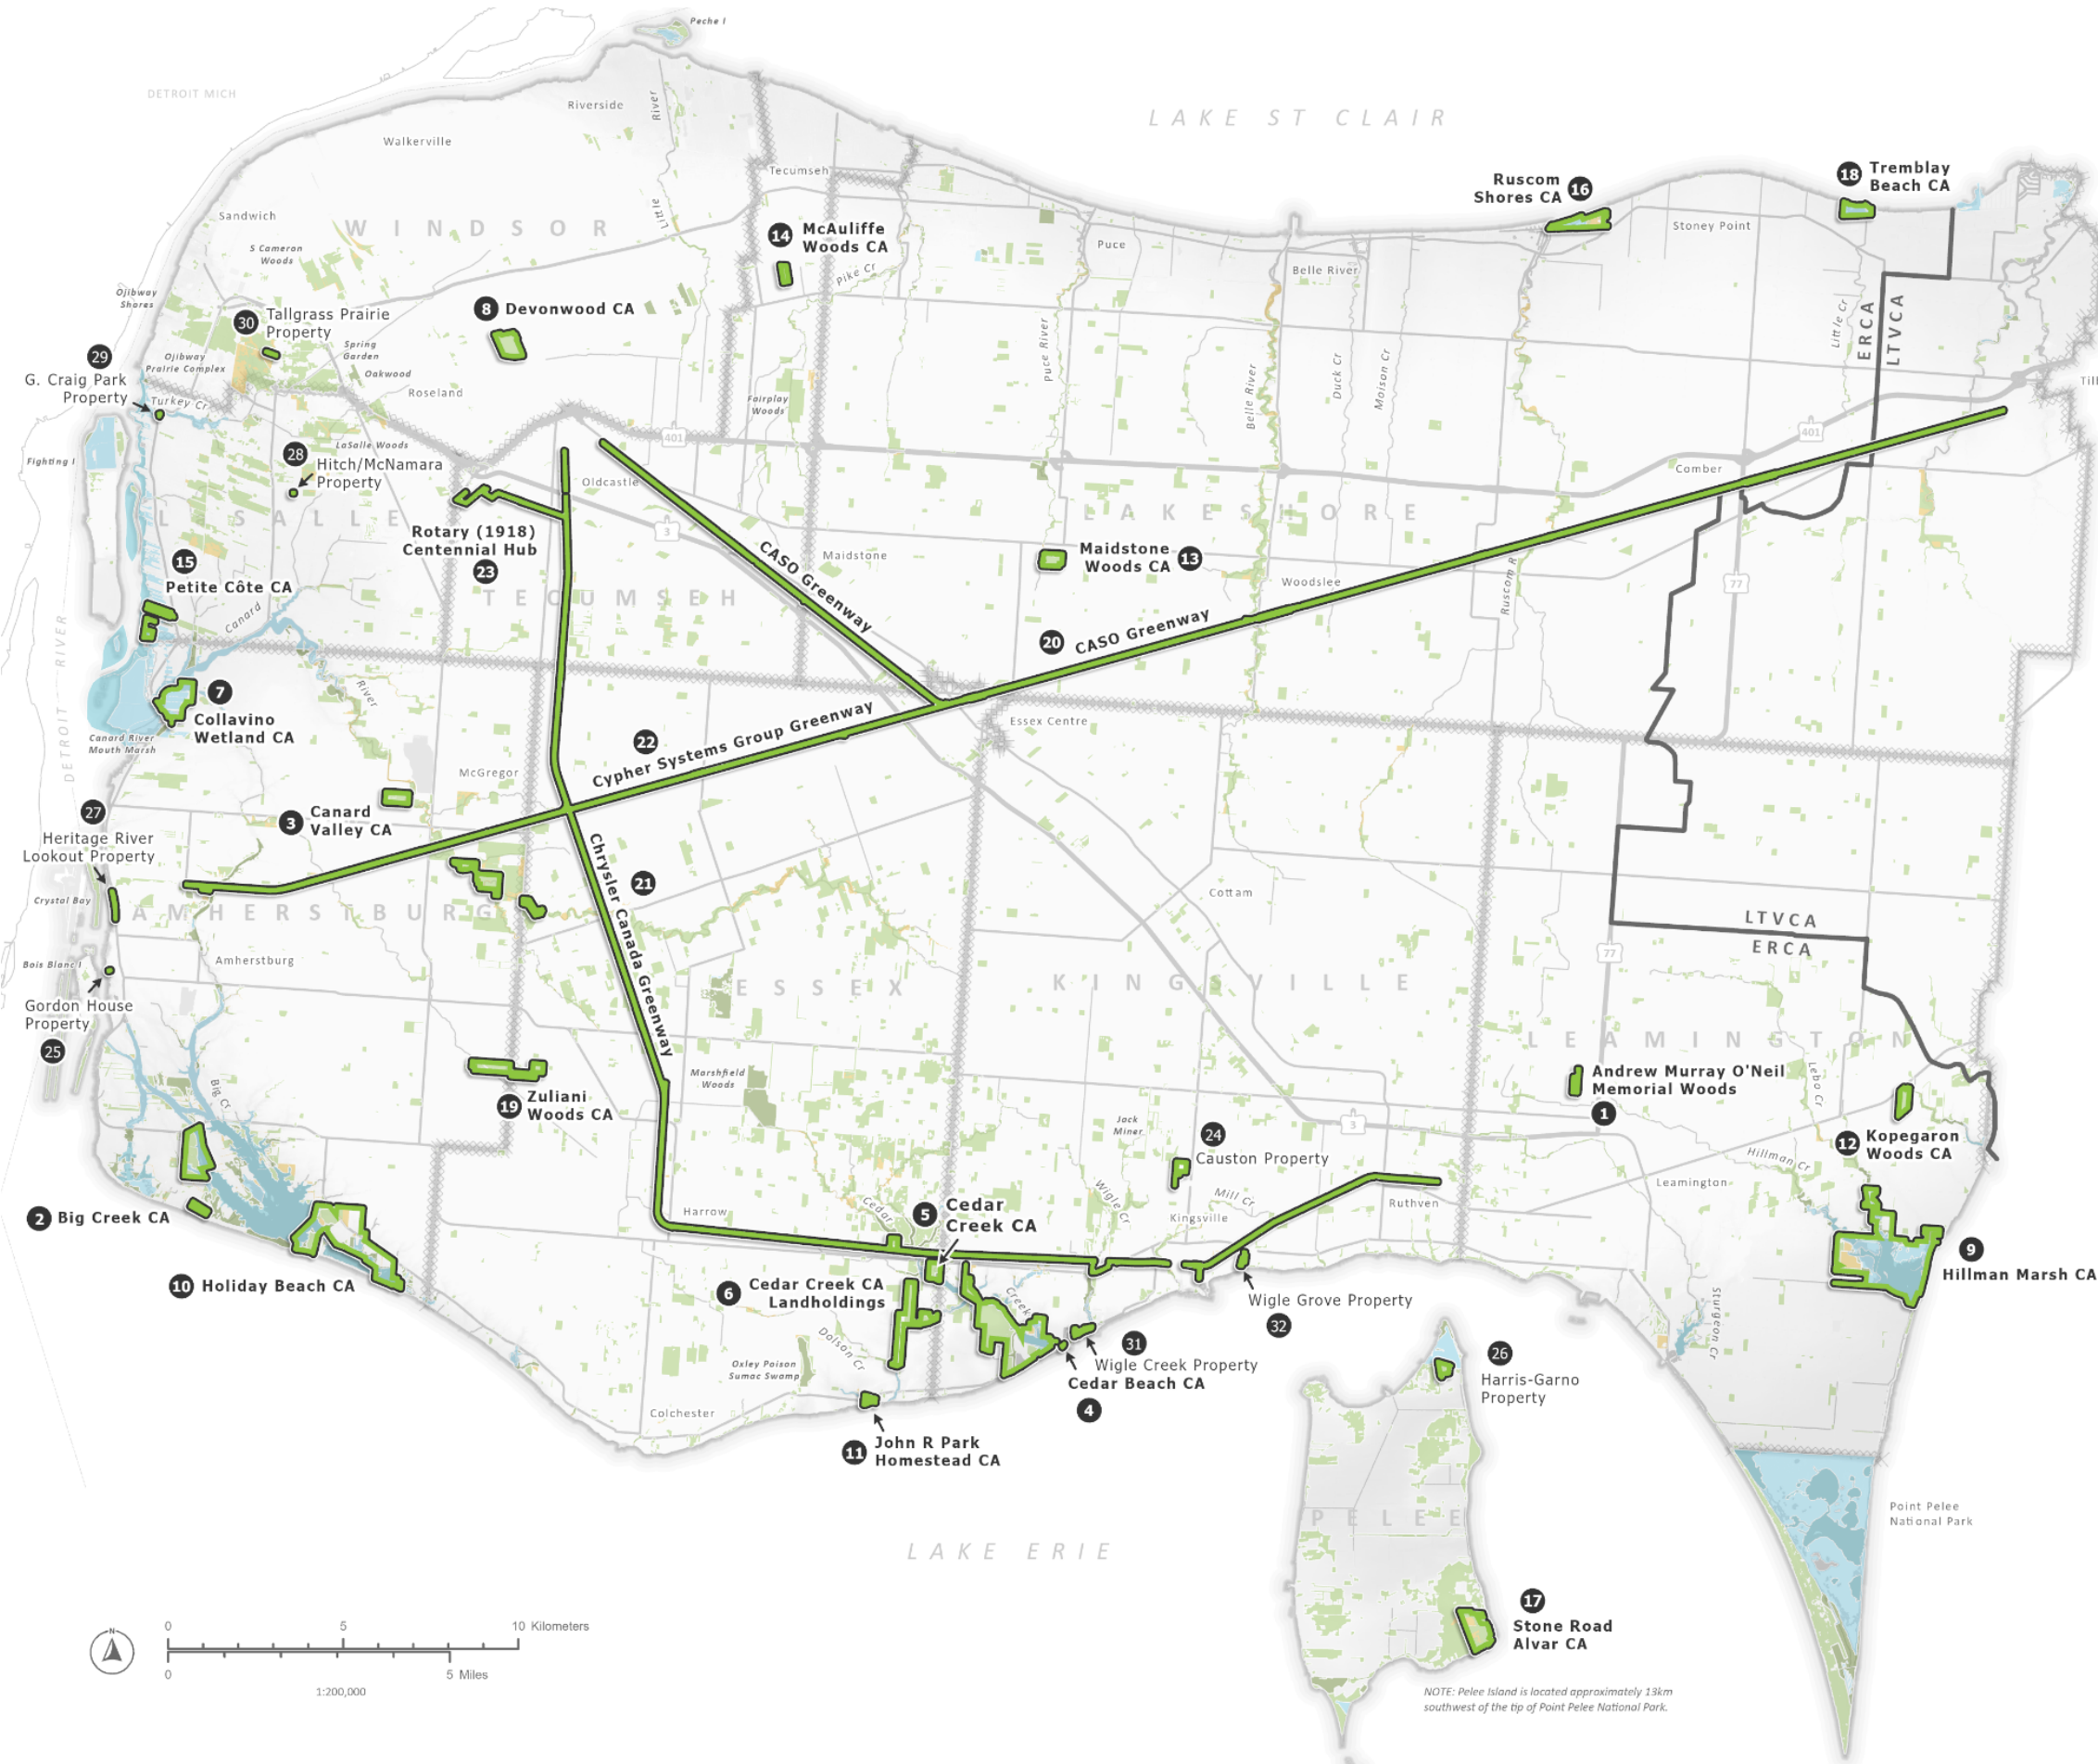 Peche I
DETROIT MICH
Riverside
River
Little
Walkerville
LAKE ST CLAIR
Tecumseh
Ruscom
Shores CA
16
18
Tremblay
Beach CA
Sandwich
WINDSOR
14
McAuliffe
Woods CA
Pike Cr
Puce
Stoney Point
S Cameron
Woods
Belle River
Ojibway
Shores
8
Devonwood CA
30
Tallgrass Prairie
Property
Spring
Garden
Ojibway
Prairie Complex
Oakwood
Roseland
29
G. Craig Park
Property
Turkey Cr
Fairplay
Woods
Puce River
Belle River
Duck Cr
Moison Cr
Little Cr
ERCA
LTVCA
Till
401
401
LaSalle Woods
Fighting I
28
Hitch/McNamara
Property
Oldcastle
Comber
LASALLE
LAKESHORE
Rotary (1918)
Centennial Hub
23
3
CASO Greenway
Maidstone
Maidstone
Woods CA
13
Woodslee
Ruscom R
77
15
Petite Côte CA
TECUMSEH
Canard
River
DETROIT RIVER
20
CASO Greenway
7
Collavino
Wetland CA
Canard River
Mouth Marsh
22
Cypher Systems Group Greenway
Essex Centre
McGregor
3
Canard
Valley CA
27
Heritage River
Lookout Property
Crystal Bay
21
Chrysler Canada Greenway
Cottam
AMHERSTBURG
LTVCA
ERCA
77
Amherstburg
Bois Blanc I
Gordon House
Property
25
ESSEX
KINGSVILLE
LEAMINGTON
Big Cr
Marshfield
Woods
19
Zuliani
Woods CA
Andrew Murray O'Neil
Memorial Woods
1
Lebo Cr
Jack
Miner
3
24
Causton Property
12
Kopegaron
Woods CA
Hillman Cr
Leamington
2
Big Creek CA
Harrow
Cedar
Creek
5
Cedar
Creek CA
Wigle Cr
Mill Cr
Kingsville
Ruthven
10
Holiday Beach CA
6
Cedar Creek CA
Landholdings
Wigle Grove Property
32
9
Hillman Marsh CA
Sturgeon Cr
Dolson Cr
Oxley Poison
Sumac Swamp
31
Wigle Creek Property
Cedar Beach CA
4
26
Harris-Garno
Property
Colchester
11
John R Park
Homestead CA
PELEE
Point Pelee
National Park
LAKE ERIE
17
Stone Road
Alvar CA
N
0 5 10 Kilometers
0 5 Miles
1:200,000
NOTE: Pelee Island is located approximately 13km
southwest of the tip of Point Pelee National Park.